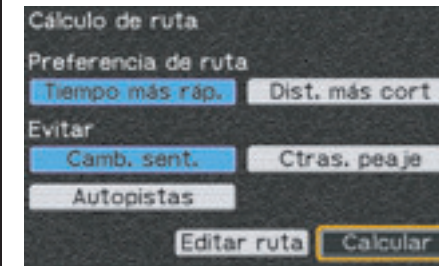 Cálculo de ruta
Preferencia de ruta
Tiempo más ráp. Dist. más cort
Evitar
Camb. sent. Ctras. peaje
Autopistas
Editar ruta Calcular